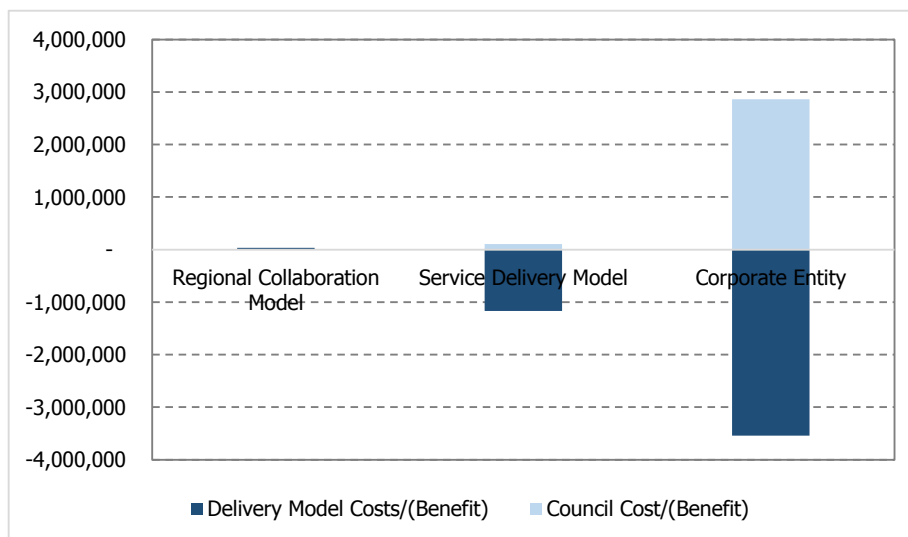 4,000,000
3,000,000
2,000,000
1,000,000
-
-1,000,000
-2,000,000
-3,000,000
-4,000,000
Regional Collaboration
Model
Service Delivery Model
Corporate Entity
Delivery Model Costs/(Benefit)
Council Cost/(Benefit)